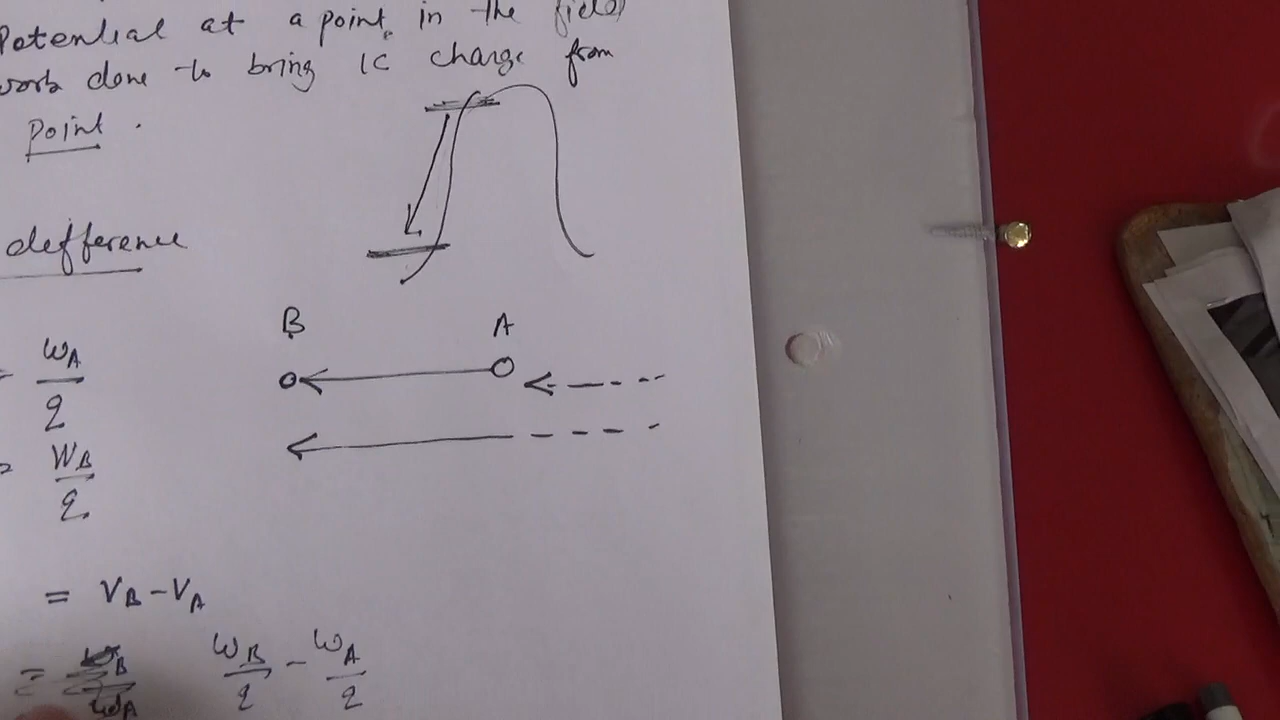 Potential at a point in the field
work done to bring 1C charge from
Point .
defference
B A
= WA/q
= WB/q
= VB - VA
= WB/q - WA/q